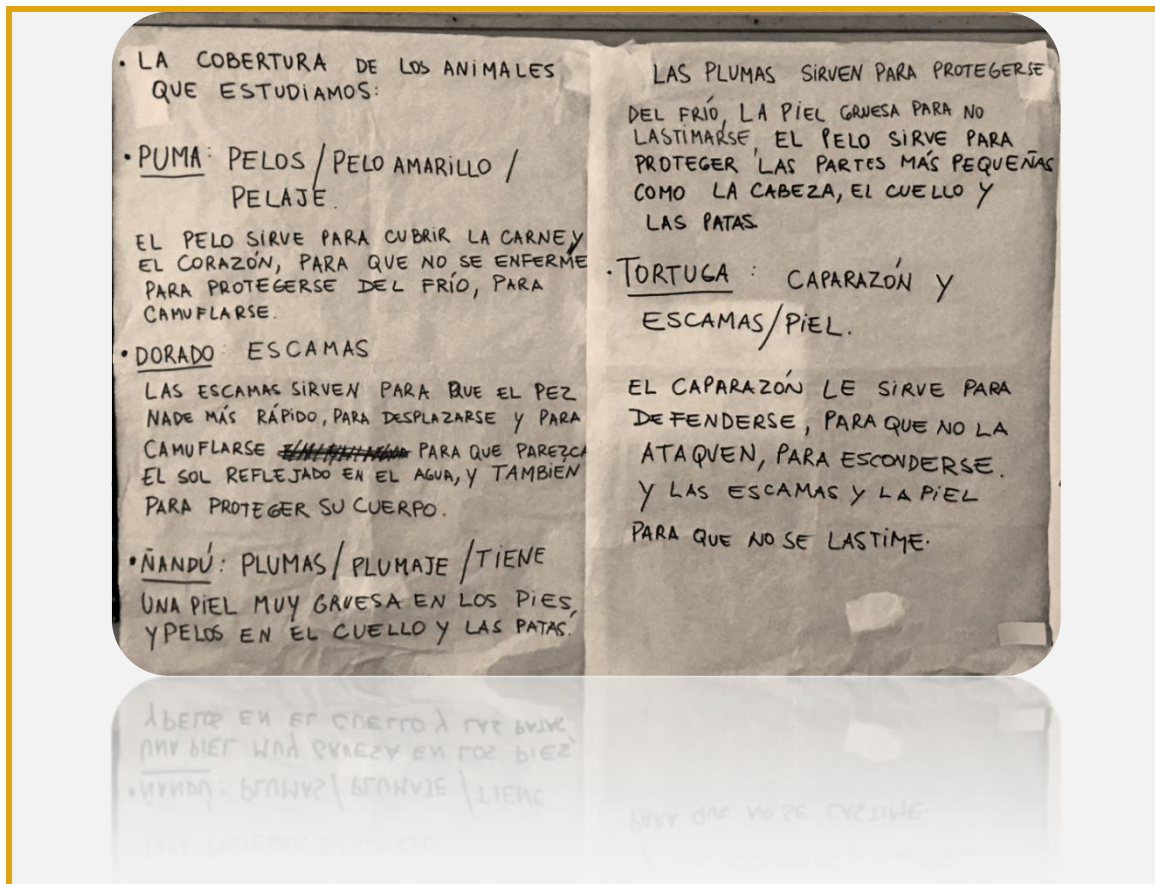 • LA COBERTURA DE LOS ANIMALES
QUE ESTUDIAMOS:
• PUMA: PELOS / PELO AMARILLO /
PELAJE.
EL PELO SIRVE PARA CUBRIR LA CARNE Y
EL CORAZÓN, PARA QUE NO SE ENFERME
PARA PROTEGERSE DEL FRÍO, PARA
CAMUFLARSE.
• DORADO: ESCAMAS
LAS ESCAMAS SIRVEN PARA QUE EL PEZ
NADE MÁS RÁPIDO, PARA DESPLAZARSE Y PARA
CAMUFLARSE PARA QUE PAREZCA
EL SOL REFLEJADO EN EL AGUA, Y TAMBIEN
PARA PROTEGER SU CUERPO.
• ÑANDÚ: PLUMAS / PLUMAJE / TIENE
UNA PIEL MUY GRUESA EN LOS PIES,
Y PELOS EN EL CUELLO Y LAS PATAS.
LAS PLUMAS SIRVEN PARA PROTEGERSE
DEL FRÍO, LA PIEL GRUESA PARA NO
LASTIMARSE, EL PELO SIRVE PARA
PROTEGER LAS PARTES MÁS PEQUEÑAS
COMO LA CABEZA, EL CUELLO Y
LAS PATAS.
• TORTUGA: CAPARAZÓN Y
ESCAMAS/PIEL.
EL CAPARAZÓN LE SIRVE PARA
DEFENDERSE, PARA QUE NO LA
ATAQUEN, PARA ESCONDERSE.
Y LAS ESCAMAS Y LA PIEL
PARA QUE NO SE LASTIME.